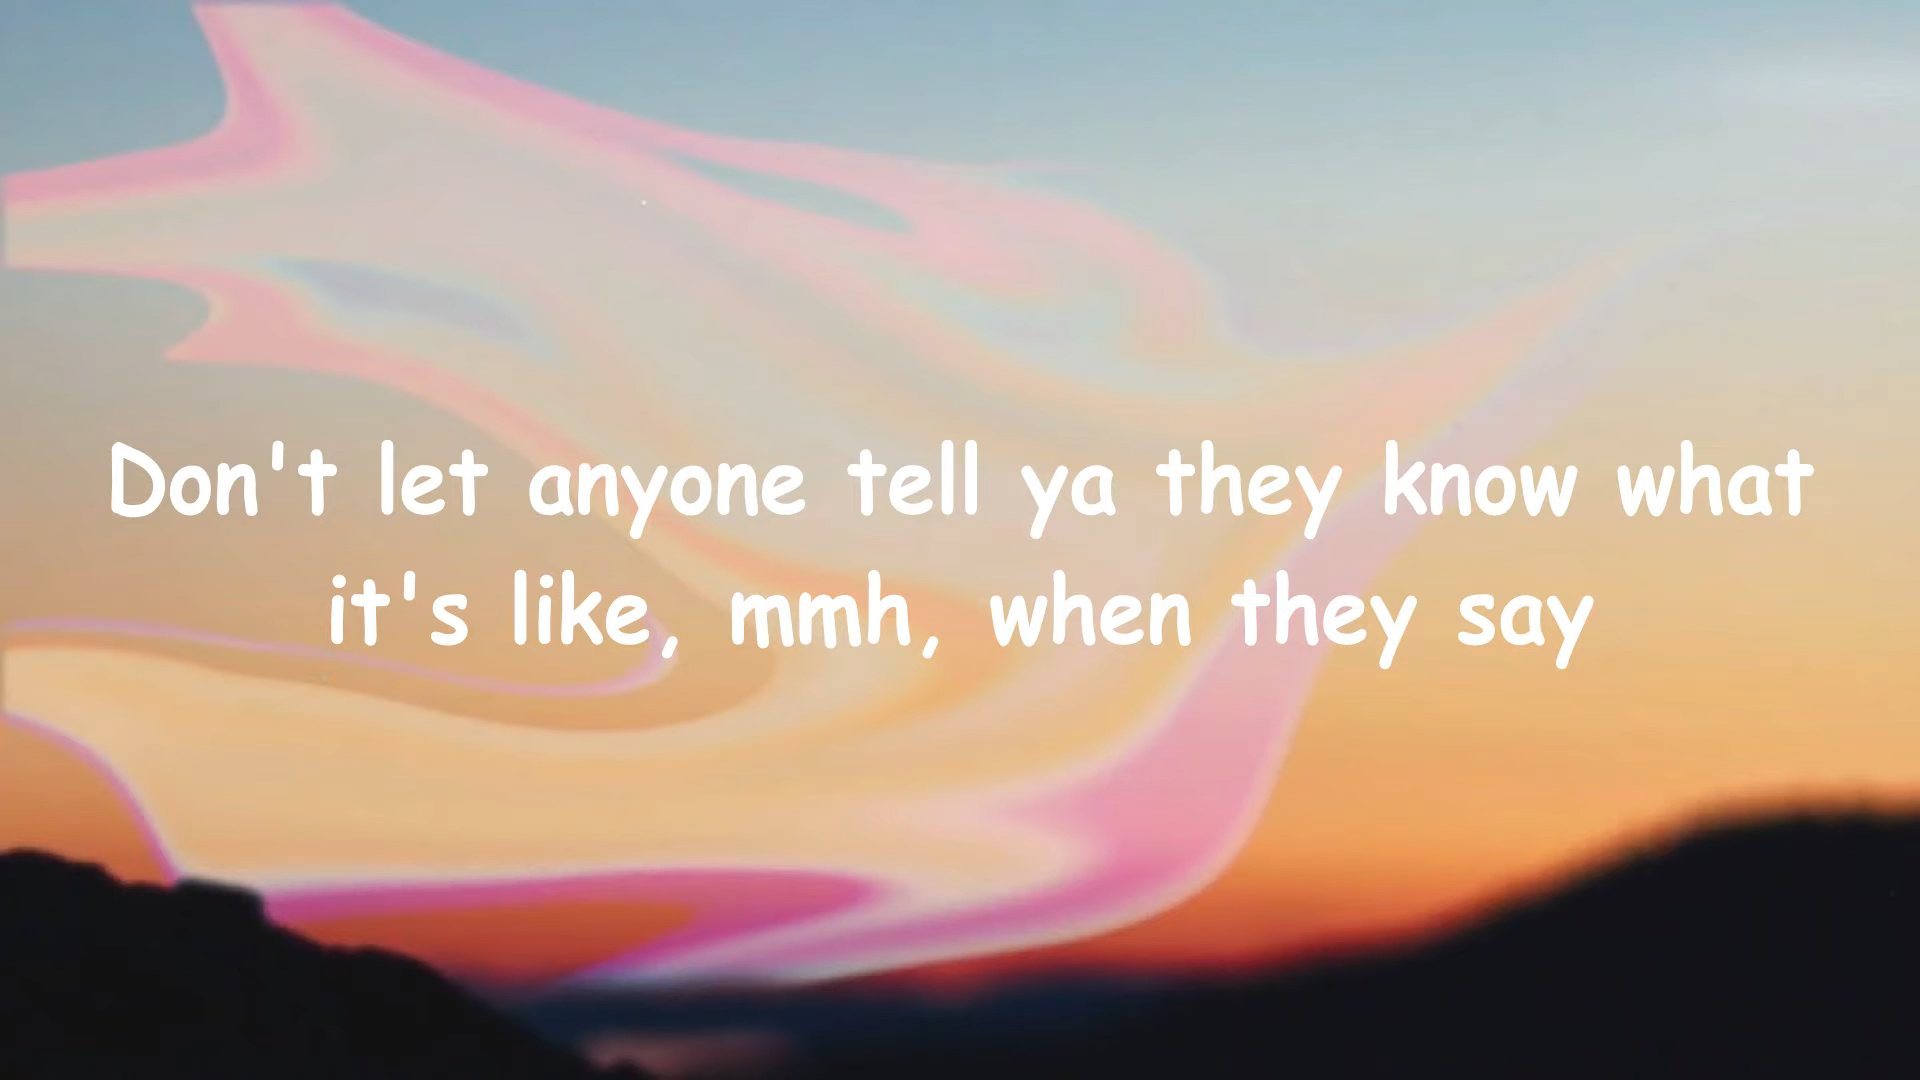 Don't let anyone tell ya they know what
it's like, mmh, when they say